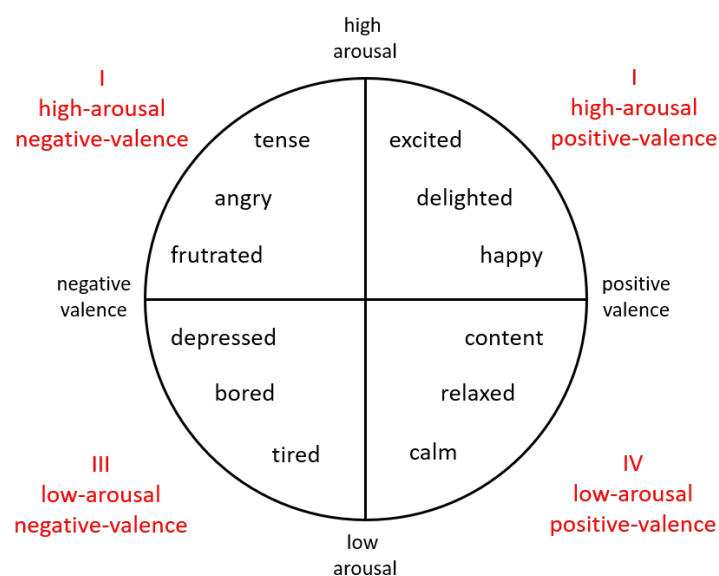 high
arousal
I
high-arousal
negative-valence
I
high-arousal
positive-valence
tense
excited
angry
delighted
frutrated
happy
negative
valence
positive
valence
depressed
content
bored
relaxed
tired
calm
III
low-arousal
negative-valence
IV
low-arousal
positive-valence
low
arousal